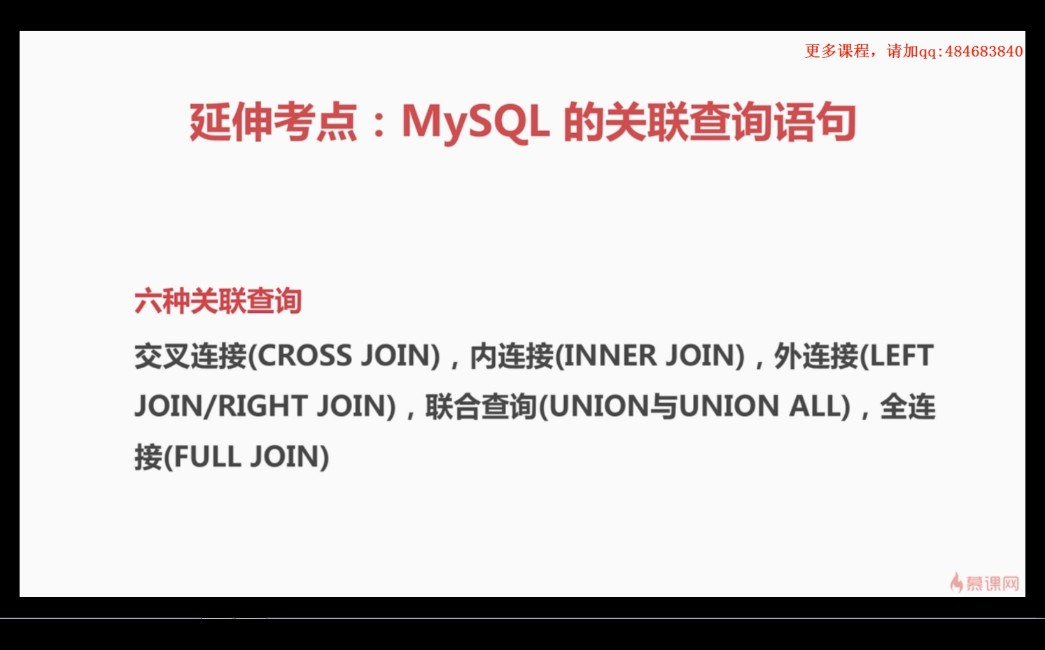 更多课程，请加qq:484683840
延伸考点：MySQL 的关联查询语句
六种关联查询
交叉连接(CROSS JOIN)，内连接(INNER JOIN)，外连接(LEFT
JOIN/RIGHT JOIN)，联合查询(UNION与UNION ALL)，全连
接(FULL JOIN)
慕课网